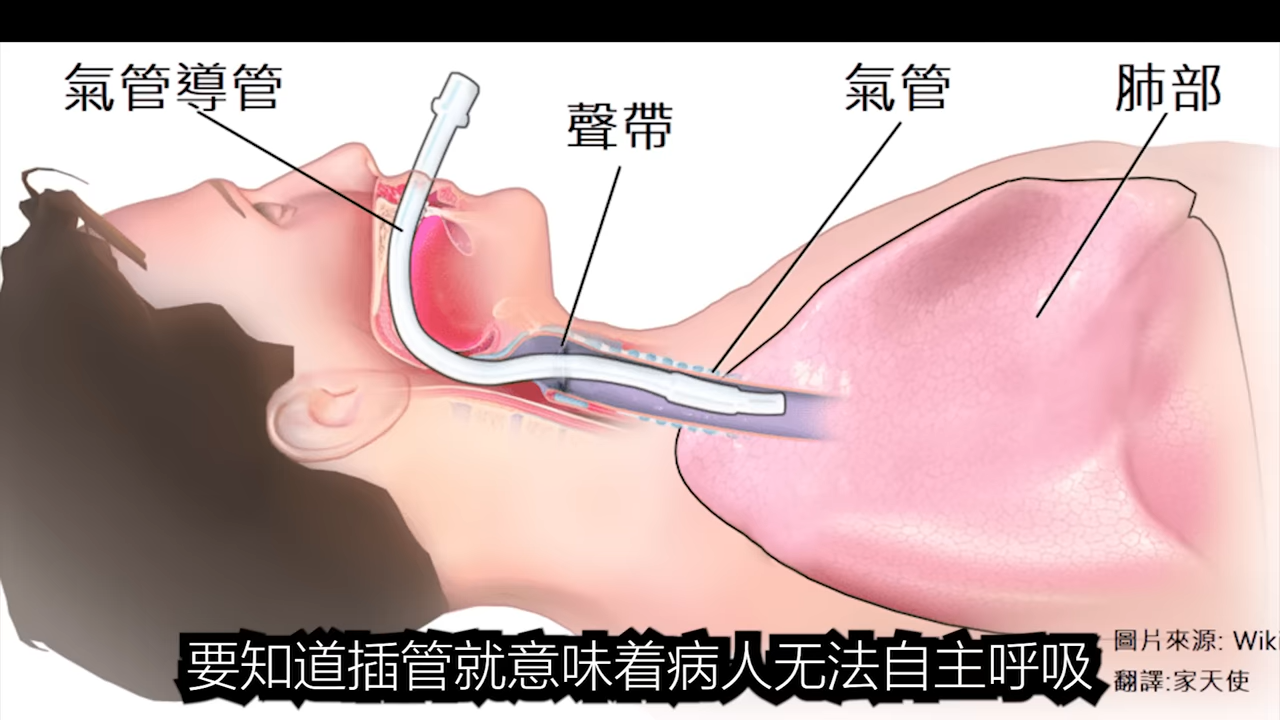 氣管導管
聲帶
氣管
肺部
圖片來源: Wiki
翻譯:家天使
要知道插管就意味着病人无法自主呼吸